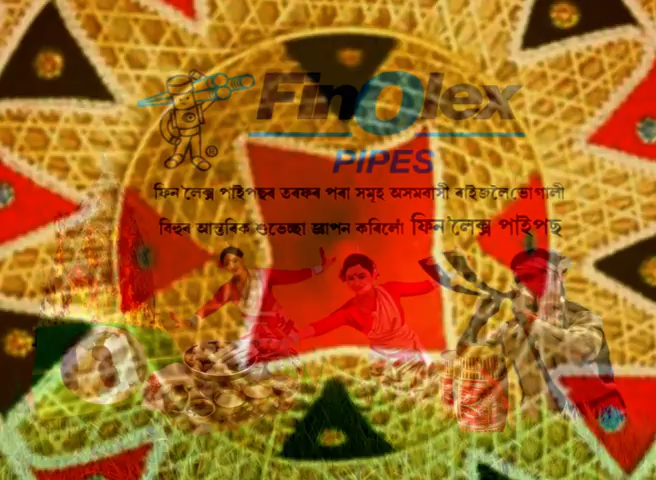 FinOlex
PIPES
ফিন'লেক্স পাইপছৰ তৰফৰ পৰা সমূহ অসমবাসী ৰাইজলৈ ভোগালী
বিহুৰ আন্তৰিক শুভেচ্ছা জ্ঞাপন কৰিলোঁ। ফিন'লেক্স পাইপছ্